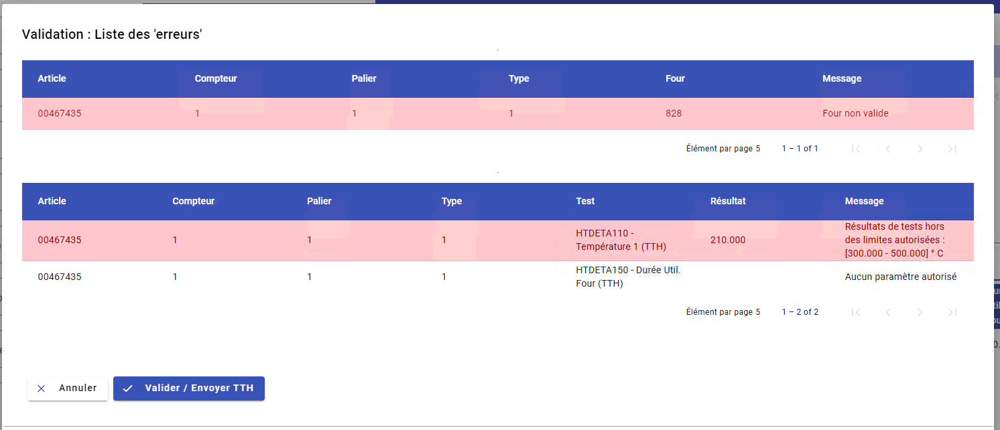 Validation : Liste des 'erreurs'
Article Compteur Palier Type Four Message
00467435 1 1 1 828 Four non valide
Élément par page 5 1 – 1 of 1
Article Compteur Palier Type Test Résultat Message
00467435 1 1 1 HTDETA110 - Température 1 (TTH) 210.000 Résultats de tests hors des limites autorisées : [300.000 - 500.000] ° C
00467435 1 1 1 HTDETA150 - Durée Util. Four (TTH) Aucun paramètre autorisé
Élément par page 5 1 – 2 of 2
Annuler Valider / Envoyer TTH